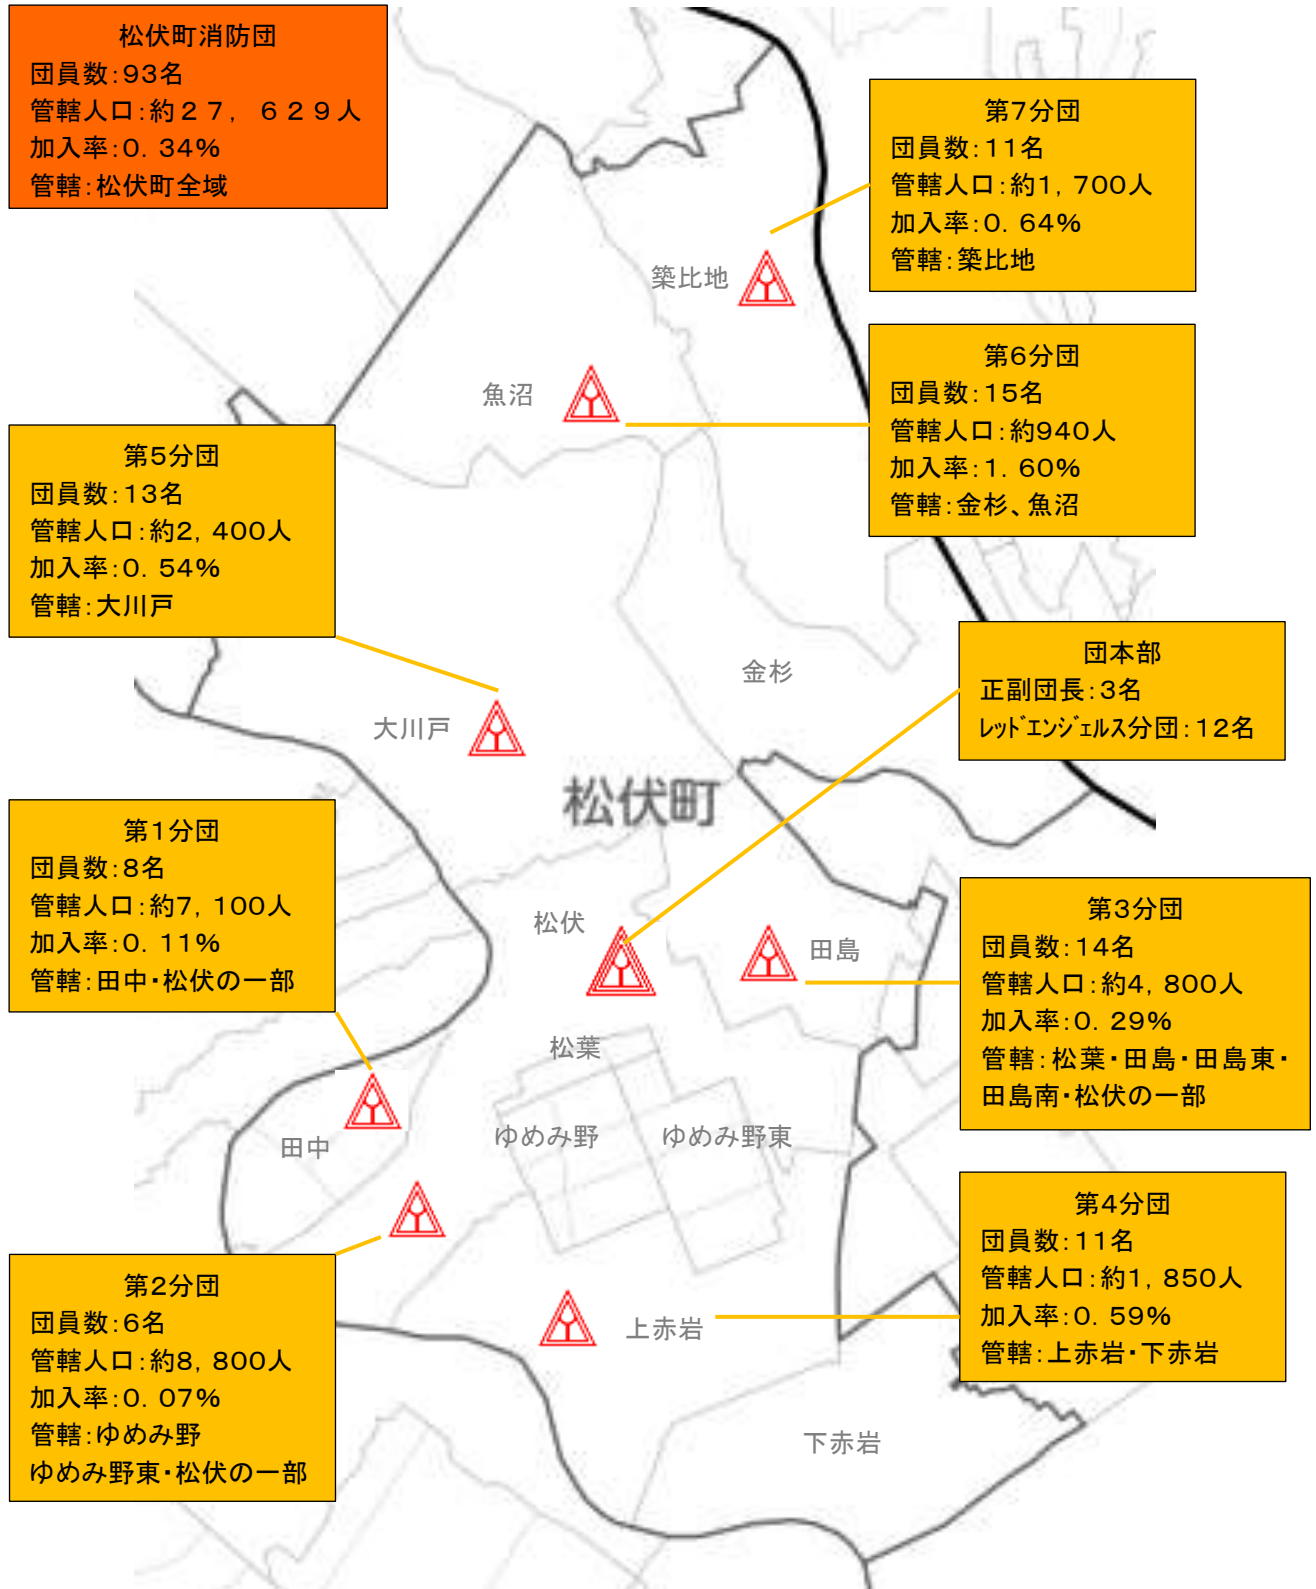 松伏町消防団
団員数:93名
管轄人口:約27,629人
加入率:0.34%
管轄:松伏町全域
第7分団
団員数:11名
管轄人口:約1,700人
加入率:0.64%
管轄:築比地
築比地
第6分団
団員数:15名
管轄人口:約940人
加入率:1.60%
管轄:金杉、魚沼
魚沼
第5分団
団員数:13名
管轄人口:約2,400人
加入率:0.54%
管轄:大川戸
金杉
団本部
正副団長:3名
レッドエンジェルス分団:12名
大川戸
松伏町
第1分団
団員数:8名
管轄人口:約7,100人
加入率:0.11%
管轄:田中・松伏の一部
松伏
田島
第3分団
団員数:14名
管轄人口:約4,800人
加入率:0.29%
管轄:松葉・田島・田島東・
田島南・松伏の一部
松葉
ゆめみ野
ゆめみ野東
田中
第4分団
団員数:11名
管轄人口:約1,850人
加入率:0.59%
管轄:上赤岩・下赤岩
第2分団
団員数:6名
管轄人口:約8,800人
加入率:0.07%
管轄:ゆめみ野
ゆめみ野東・松伏の一部
上赤岩
下赤岩